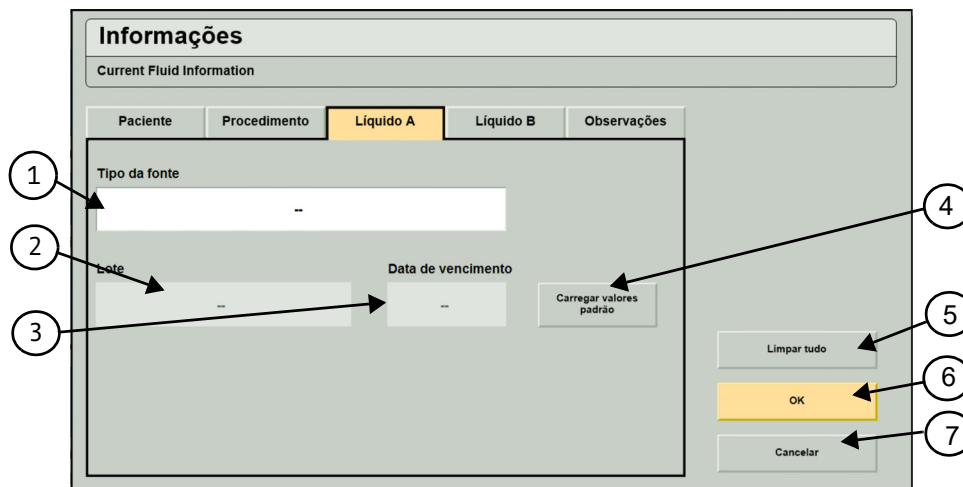 Informações
Current Fluid Information
Paciente Procedimento Líquido A Líquido B Observações
1
Tipo da fonte
--
4
2
Lote Data de vencimento
-- --
Carregar valores
padrão
3
5
Limpar tudo
6
OK
7
Cancelar